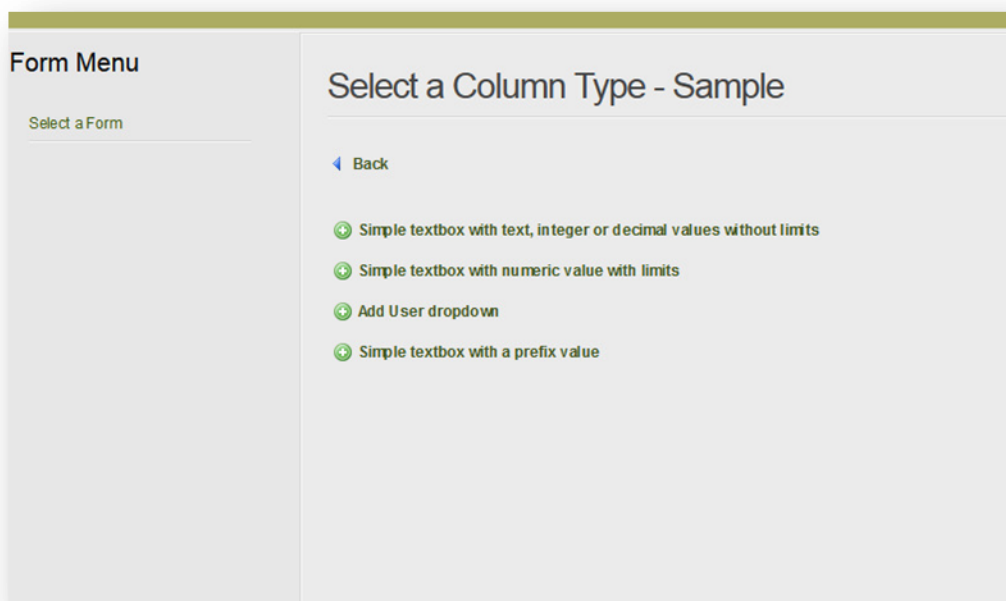 Form Menu
Select a Form
Select a Column Type - Sample
Back
Simple textbox with text, integer or decimal values without limits
Simple textbox with numeric value with limits
Add User dropdown
Simple textbox with a prefix value